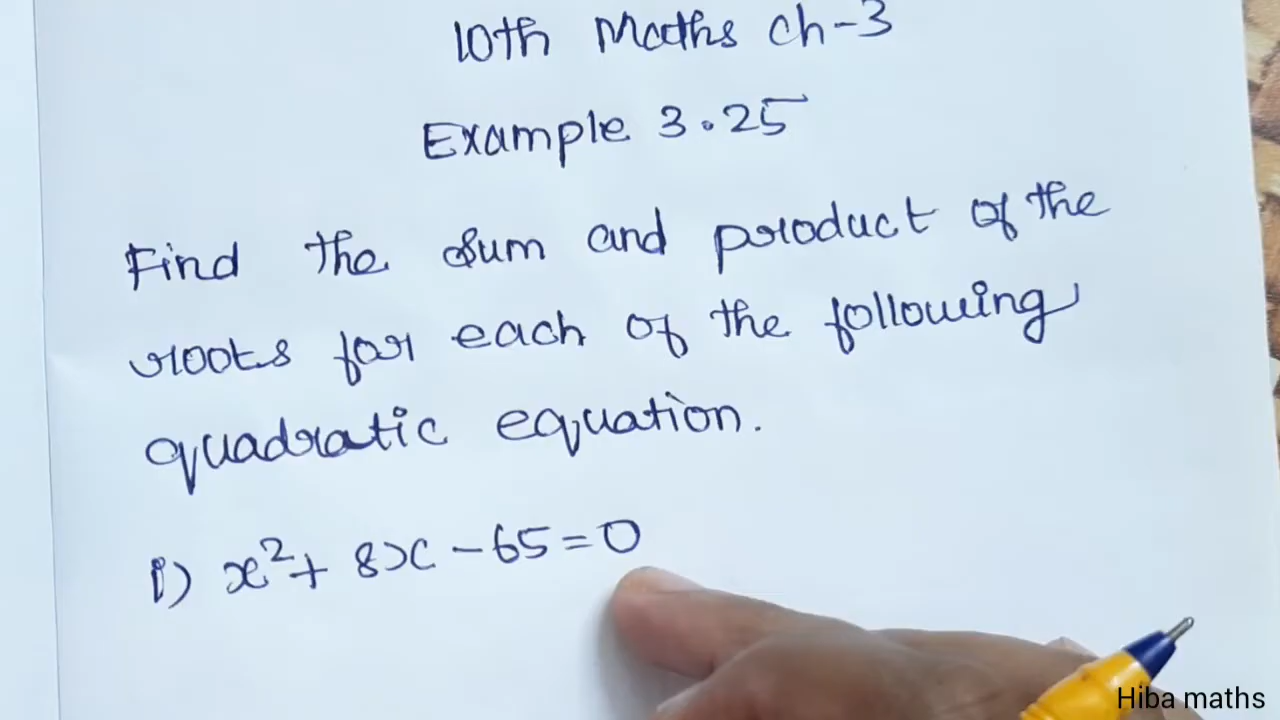 10th Maths Ch-3
Example 3.25
Find the sum and product of the
roots for each of the following
quadratic equation.
i) x²+ 8x - 65 = 0
Hiba maths